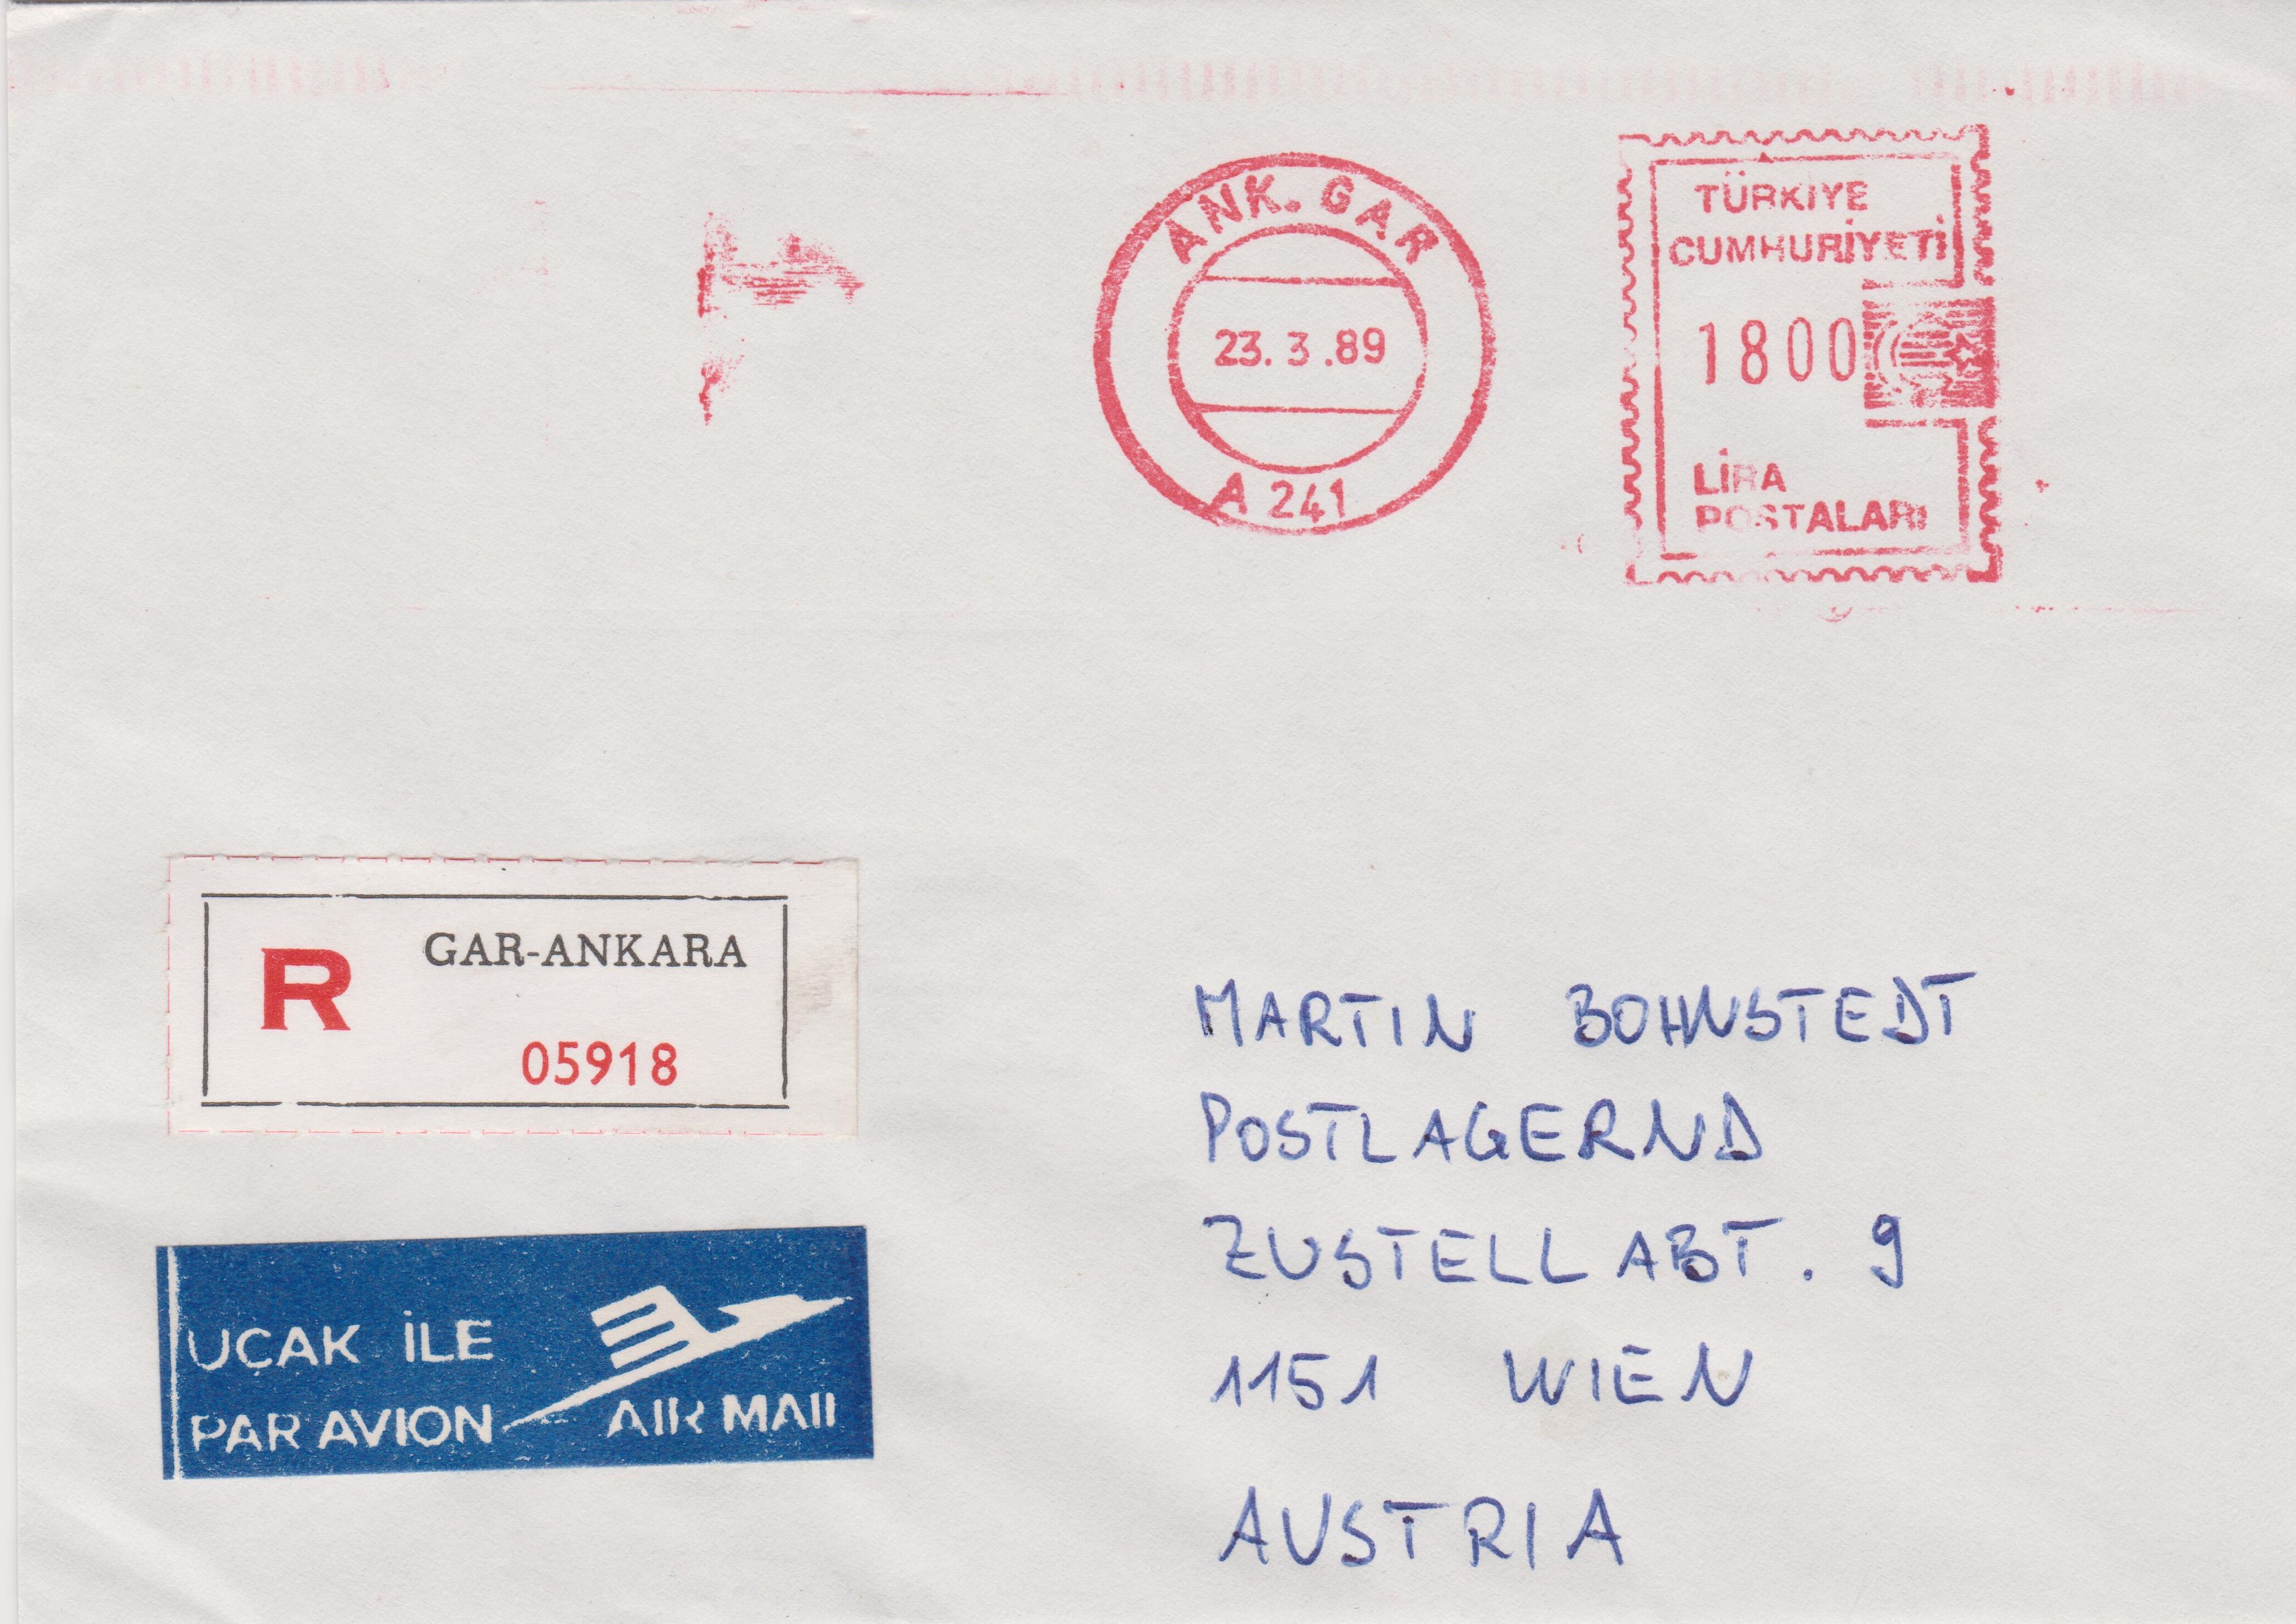 ANK. GAR
23. 3 .89
A 241
TÜRKİYE
CUMHURİYETİ
1800
LİRA
POSTALARI
R GAR-ANKARA
05918
UÇAK İLE
PAR AVION AIR MAIL
MARTIN BOHNSTEDT
POSTLAGERND
ZUSTELLABT. 9
1151 WIEN
AUSTRIA